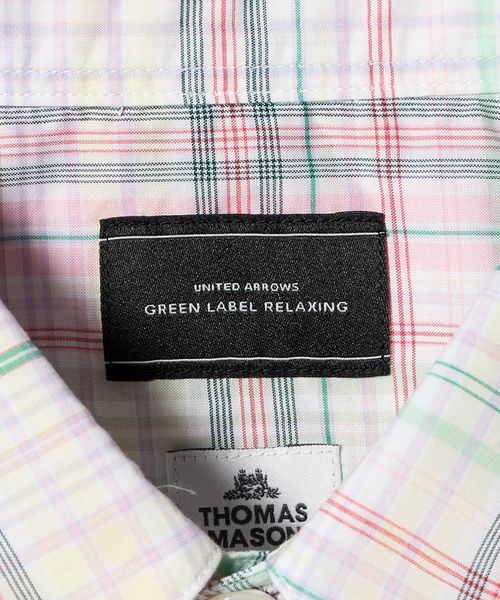 UNITED ARROWS
GREEN LABEL RELAXING
THOMAS
MASON